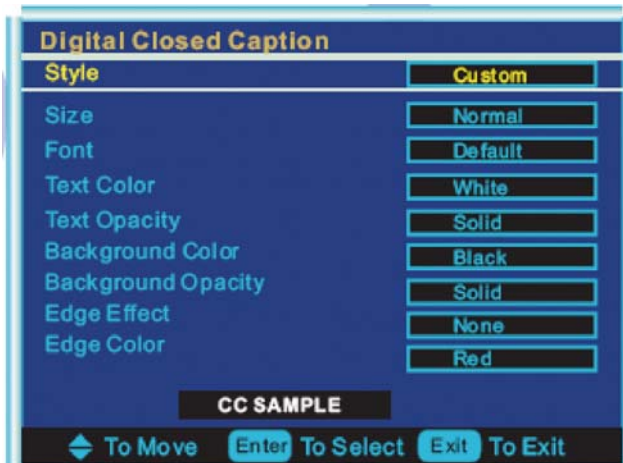 Digital Closed Caption
Style Custom
Size Normal
Font Default
Text Color White
Text Opacity Solid
Background Color Black
Background Opacity Solid
Edge Effect None
Edge Color Red
CC SAMPLE
To Move Enter To Select Exit To Exit